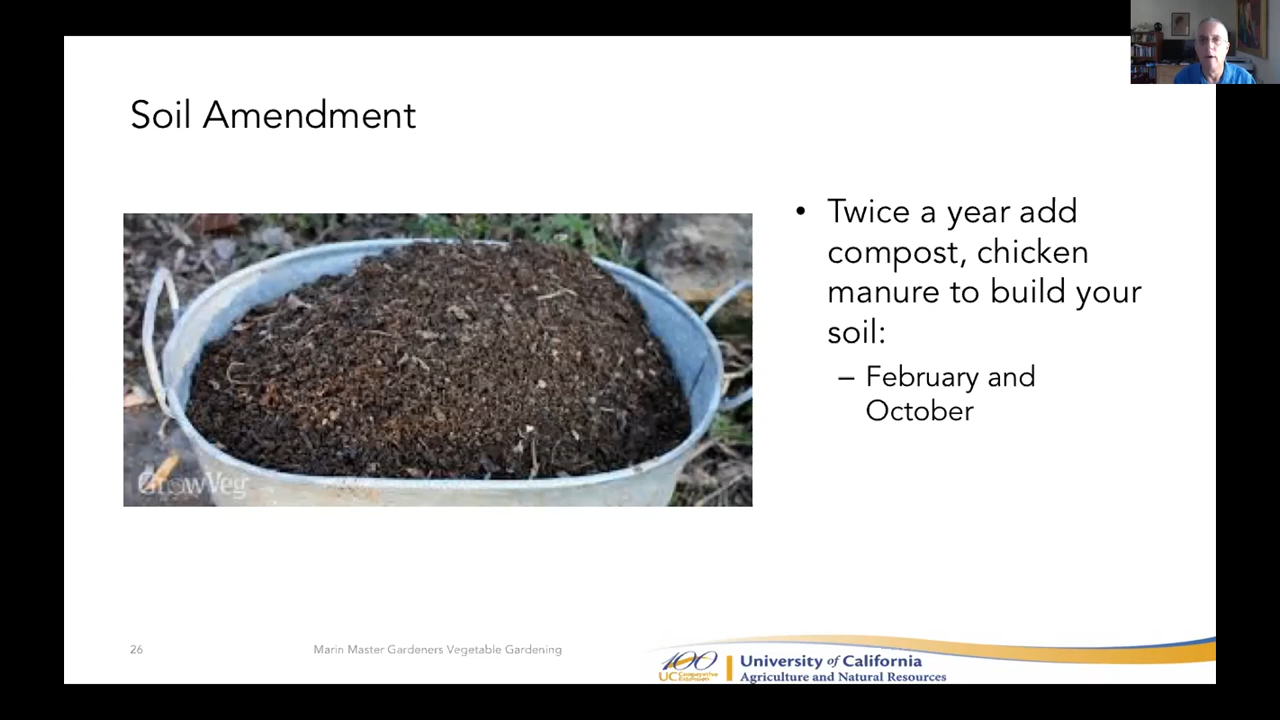 Soil Amendment
• Twice a year add
compost, chicken
manure to build your
soil:
– February and
October
GrowVeg
26
Marin Master Gardeners Vegetable Gardening
100
UC Cooperative
Extension
University of California
Agriculture and Natural Resources